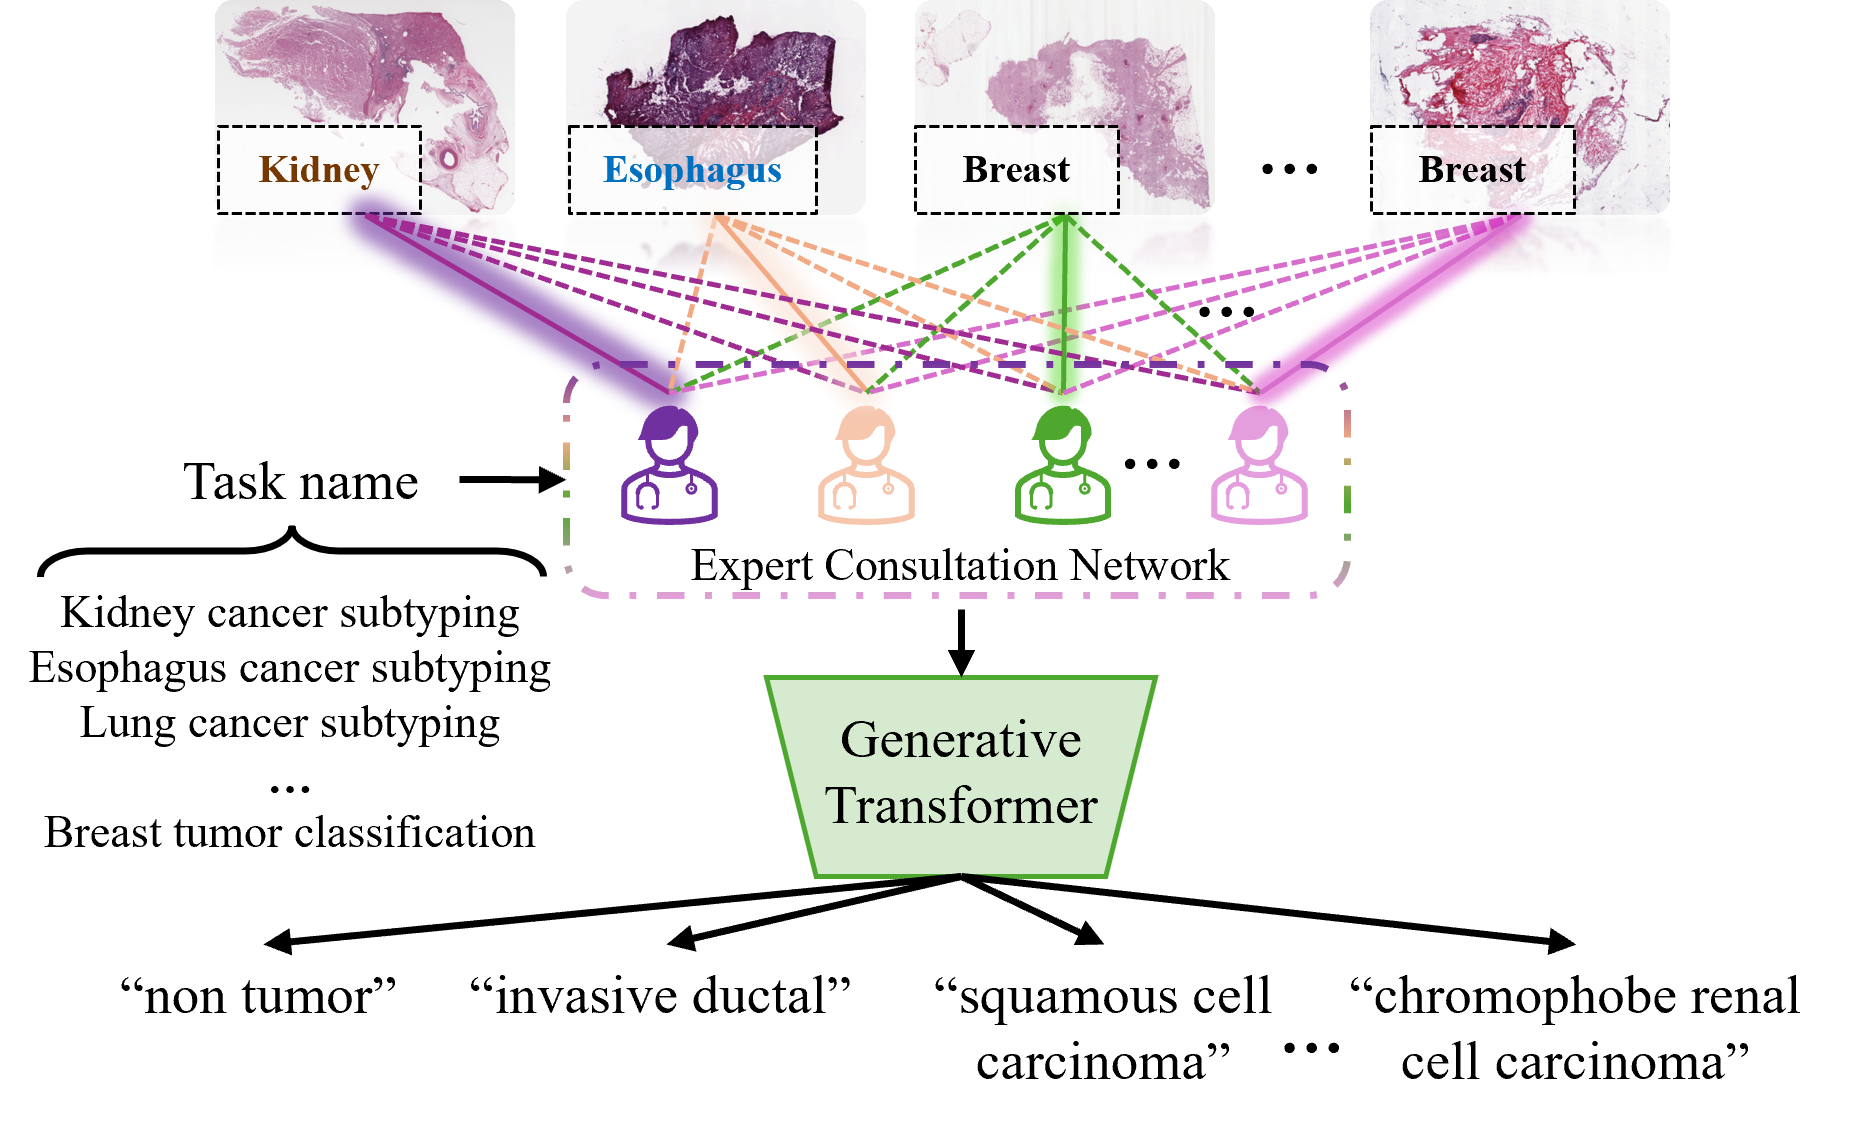 Kidney
Esophagus
Breast
...
Breast
...
...
Task name
Expert Consultation Network
Kidney cancer subtyping
Esophagus cancer subtyping
Lung cancer subtyping
...
Breast tumor classification
Generative
Transformer
“non tumor”
“invasive ductal”
“squamous cell
carcinoma”
...
“chromophobe renal
cell carcinoma”